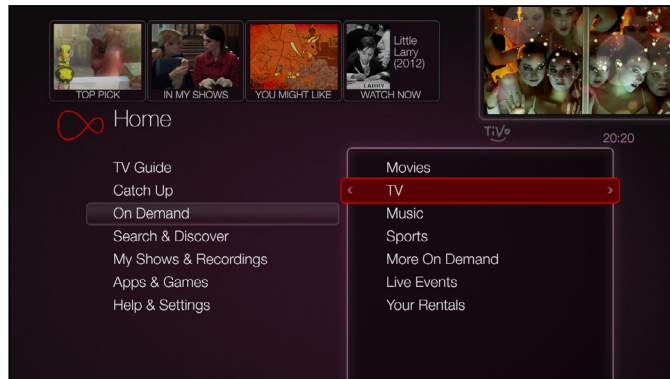 Little
Larry
(2012)
LARRY
TOP PICK
IN MY SHOWS
YOU MIGHT LIKE
WATCH NOW
Home
TiVo
20:20
TV Guide
Catch Up
On Demand
Search & Discover
My Shows & Recordings
Apps & Games
Help & Settings
Movies
TV
Music
Sports
More On Demand
Live Events
Your Rentals